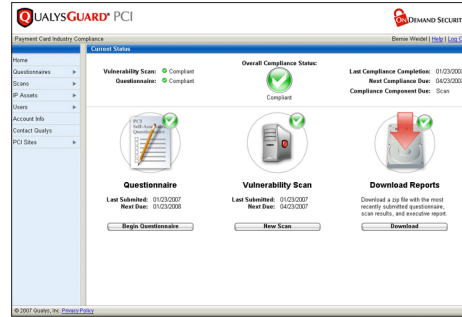 QUALYSGUARD® PCI
ON DEMAND SECURIT
Payment Card Industry Compliance
Bernie Weidel | Help | Log O
Current Status
Home
Questionnaires
Scans
IP Assets
Users
Account Info
Contact Qualys
PCI Sites
Overall Compliance Status:
Vulnerability Scan: Compliant
Questionnaire: Compliant
Compliant
Last Compliance Completion: 01/23/200
Next Compliance Due: 04/23/200
Compliance Component Due: Scan
PCI
Self-Assessment
Questionnaire
Questionnaire
Last Submited: 01/23/2007
Next Due: 01/23/2008
Begin Questionnaire
Vulnerability Scan
Last Submitted: 01/23/2007
Next Due: 04/23/2007
New Scan
Download Reports
Download a zip file with the most
recently submitted questionnaire,
scan results, and executive report.
Download
© 2007 Qualys, Inc. Privacy Policy